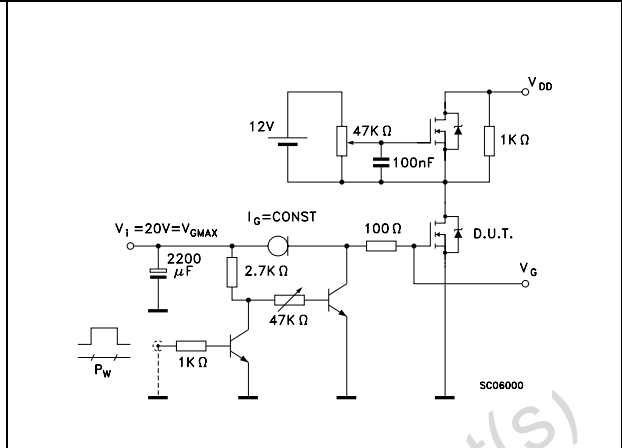 V DD
12V
47K Ω
1K Ω
100nF
I G=CONST
V i =20V=V GMAX
100 Ω
D.U.T.
2200
μF
2.7K Ω
V G
47K Ω
1K Ω
P W
SC06000
t(s)